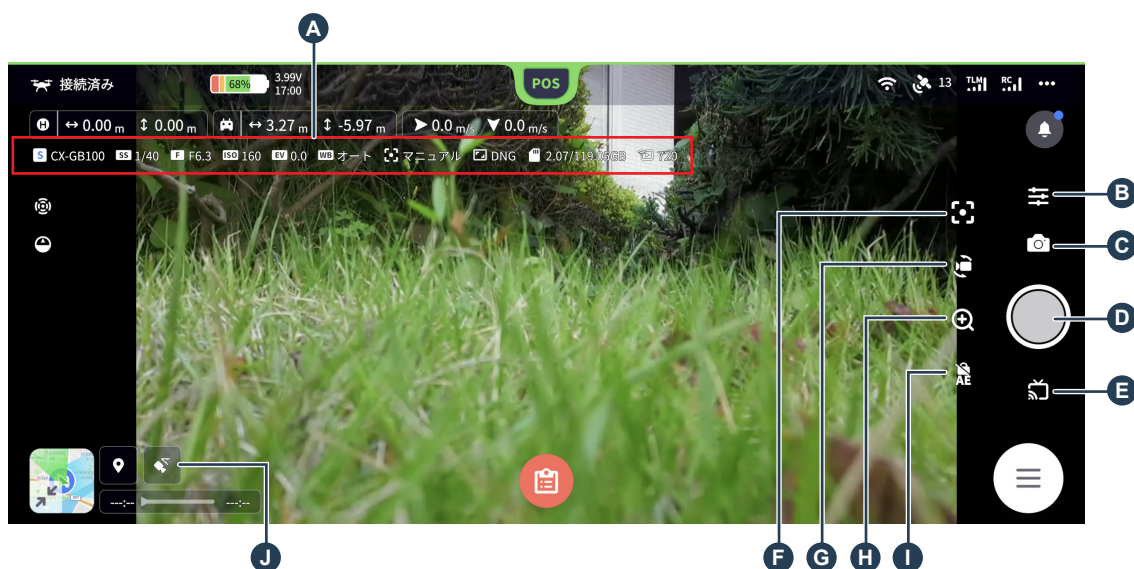 A
接続済み 68% 3.99V POS 13 TLM RC
17:00
H 0.00 m 0.00 m 3.27 m -5.97 m 0.0 m/s 0.0 m/s
S CX-GB100 SS 1/40 F F6.3 ISO 160 EV 0.0 WB オート マニュアル DNG 2.07/119.05GB 720
B
C
D
E
AE
---:-- ---:--
J F G H I